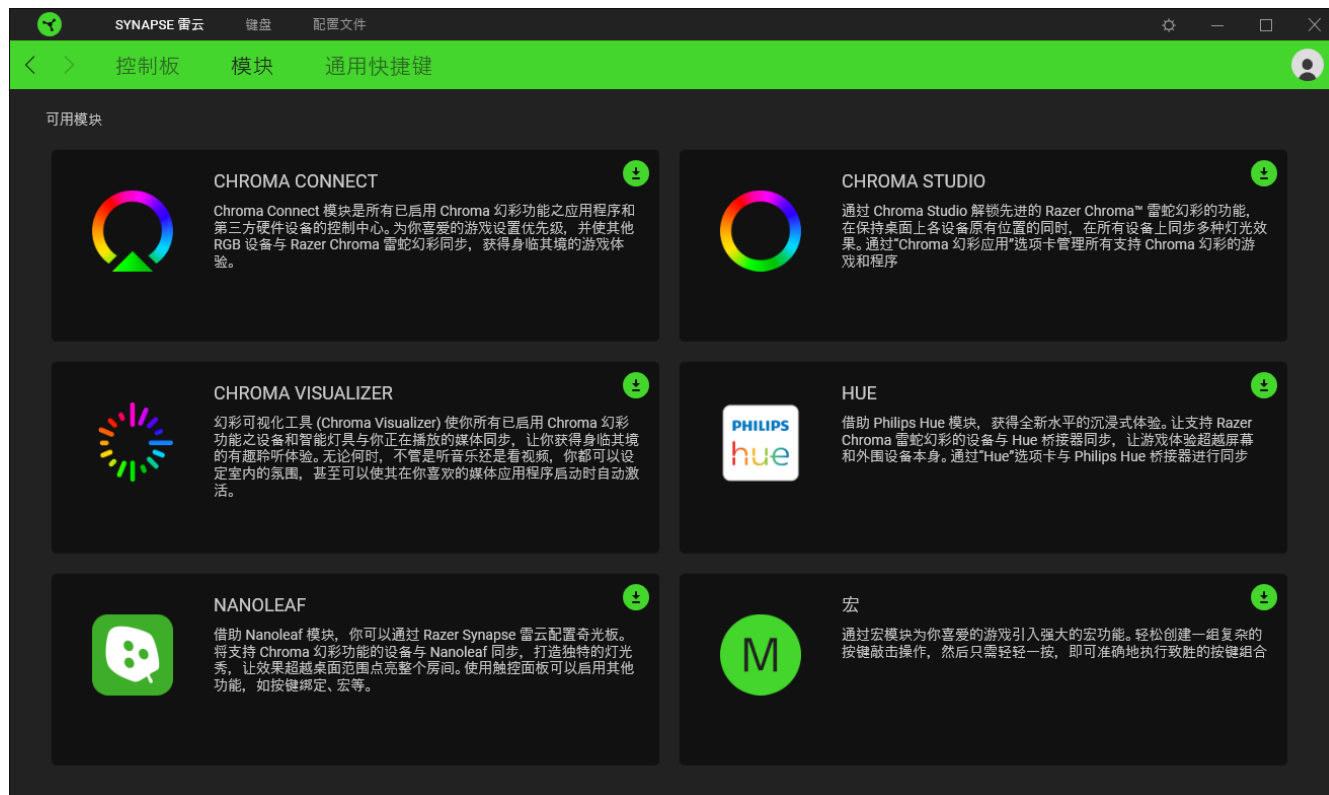 SYNAPSE 雷云 键盘 配置文件
控制板 模块 通用快捷键
可用模块
CHROMA CONNECT
Chroma Connect 模块是所有已启用 Chroma 幻彩功能之应用程序和
第三方硬件设备的控制中心。为你喜爱的游戏设置优先级，并使其他
RGB 设备与 Razer Chroma 雷蛇幻彩同步，获得身临其境的游戏体
验。
CHROMA STUDIO
通过 Chroma Studio 解锁先进的 Razer Chroma™ 雷蛇幻彩的功能，
在保持桌面上各设备原有位置的同时，在所有设备上同步多种灯光效
果。通过“Chroma 幻彩应用”选项卡管理所有支持 Chroma 幻彩的游
戏和程序
CHROMA VISUALIZER
幻彩可视化工具 (Chroma Visualizer) 使你所有已启用 Chroma 幻彩
功能之设备和智能灯具与你正在播放的媒体同步，让你获得身临其境
的有趣聆听体验。无论何时，不管是听音乐还是看视频，你都可以设
定室内的氛围，甚至可以使其在你喜欢的媒体应用程序启动时自动激
活。
PHILIPS
hue
HUE
借助 Philips Hue 模块，获得全新水平的沉浸式体验。让支持 Razer
Chroma 雷蛇幻彩的设备与 Hue 桥接器同步，让游戏体验超越屏幕
和外围设备本身。通过“Hue”选项卡与 Philips Hue 桥接器进行同步
NANOLEAF
借助 Nanoleaf 模块，你可以通过 Razer Synapse 雷云配置奇光板。
将支持 Chroma 幻彩功能的设备与 Nanoleaf 同步，打造独特的灯光
秀，让效果超越桌面范围点亮整个房间。使用触控面板可以启用其他
功能，如按键绑定、宏等。
M
宏
通过宏模块为你喜爱的游戏引入强大的宏功能。轻松创建一组复杂的
按键敲击操作，然后只需轻轻一按，即可准确地执行致胜的按键组合